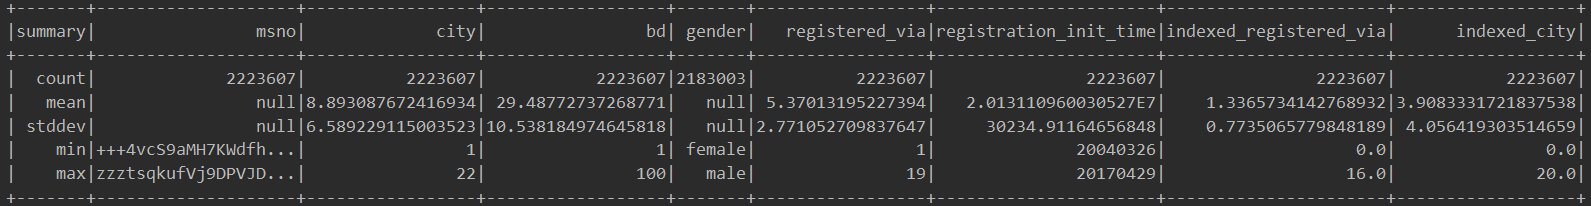 +-------+--------------------+-----------------+------------------+-------+-----------------+----------------------+----------------------+------------------+
|summary|                msno|             city|                bd| gender|   registered_via|registration_init_time|indexed_registered_via|      indexed_city|
+-------+--------------------+-----------------+------------------+-------+-----------------+----------------------+----------------------+------------------+
|  count|             2223607|          2223607|           2223607|2183003|          2223607|               2223607|               2223607|           2223607|
|   mean|                null|8.893087672416934| 29.48772737268771|   null| 5.37013195227394|   2.013110960030527E7|    1.3365734142768932|3.9083331721837538|
| stddev|                null|6.589229115003523|10.538184974645818|   null|2.771052709837647|     30234.91164656848|    0.7735065779848189| 4.056419303514659|
|    min|+++4vcS9aMH7KWdfh...|                1|                 1| female|                1|              20040326|                   0.0|               0.0|
|    max|zzztsqkufVj9DPVJD...|               22|               100|   male|               19|              20170429|                  16.0|              20.0|
+-------+--------------------+-----------------+------------------+-------+-----------------+----------------------+----------------------+------------------+